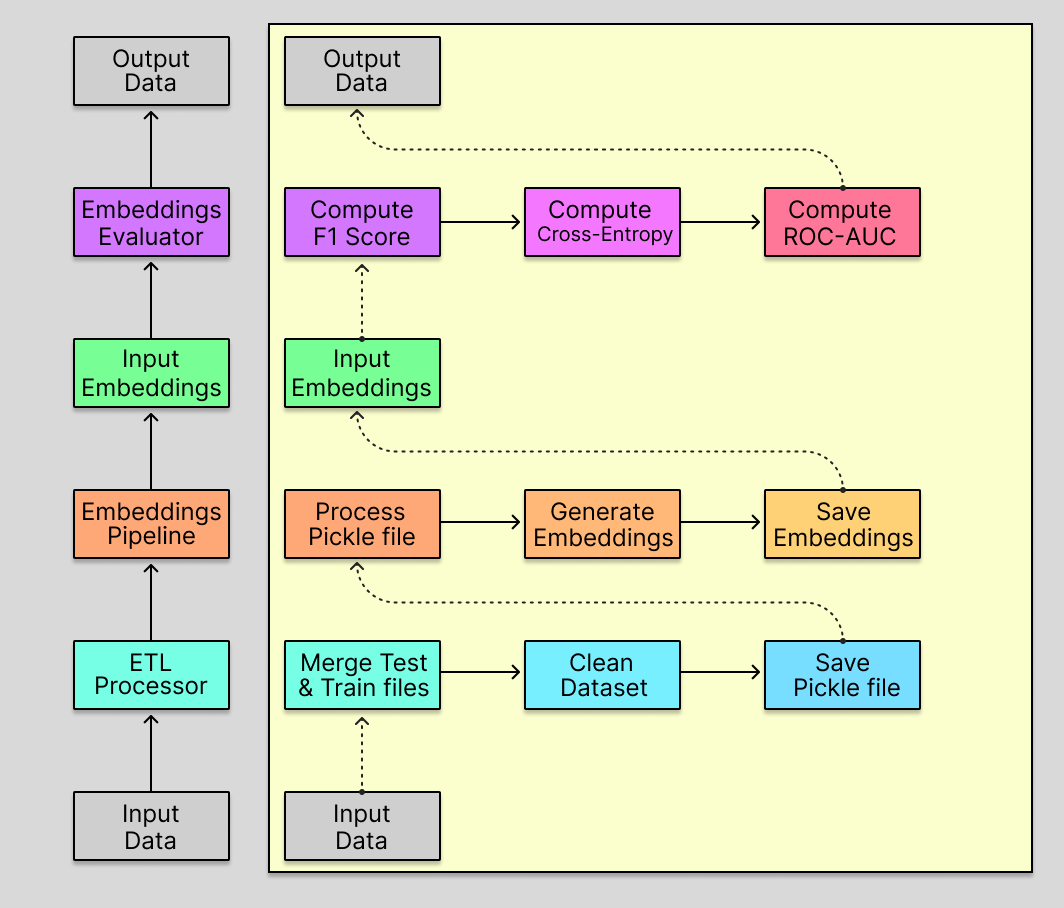 Output
Data
Embeddings
Evaluator
Input
Embeddings
Embeddings
Pipeline
ETL
Processor
Input
Data
Output
Data
Compute
F1 Score
Compute
Cross-Entropy
Compute
ROC-AUC
Input
Embeddings
Process
Pickle file
Generate
Embeddings
Save
Embeddings
Merge Test
& Train files
Clean
Dataset
Save
Pickle file
Input
Data